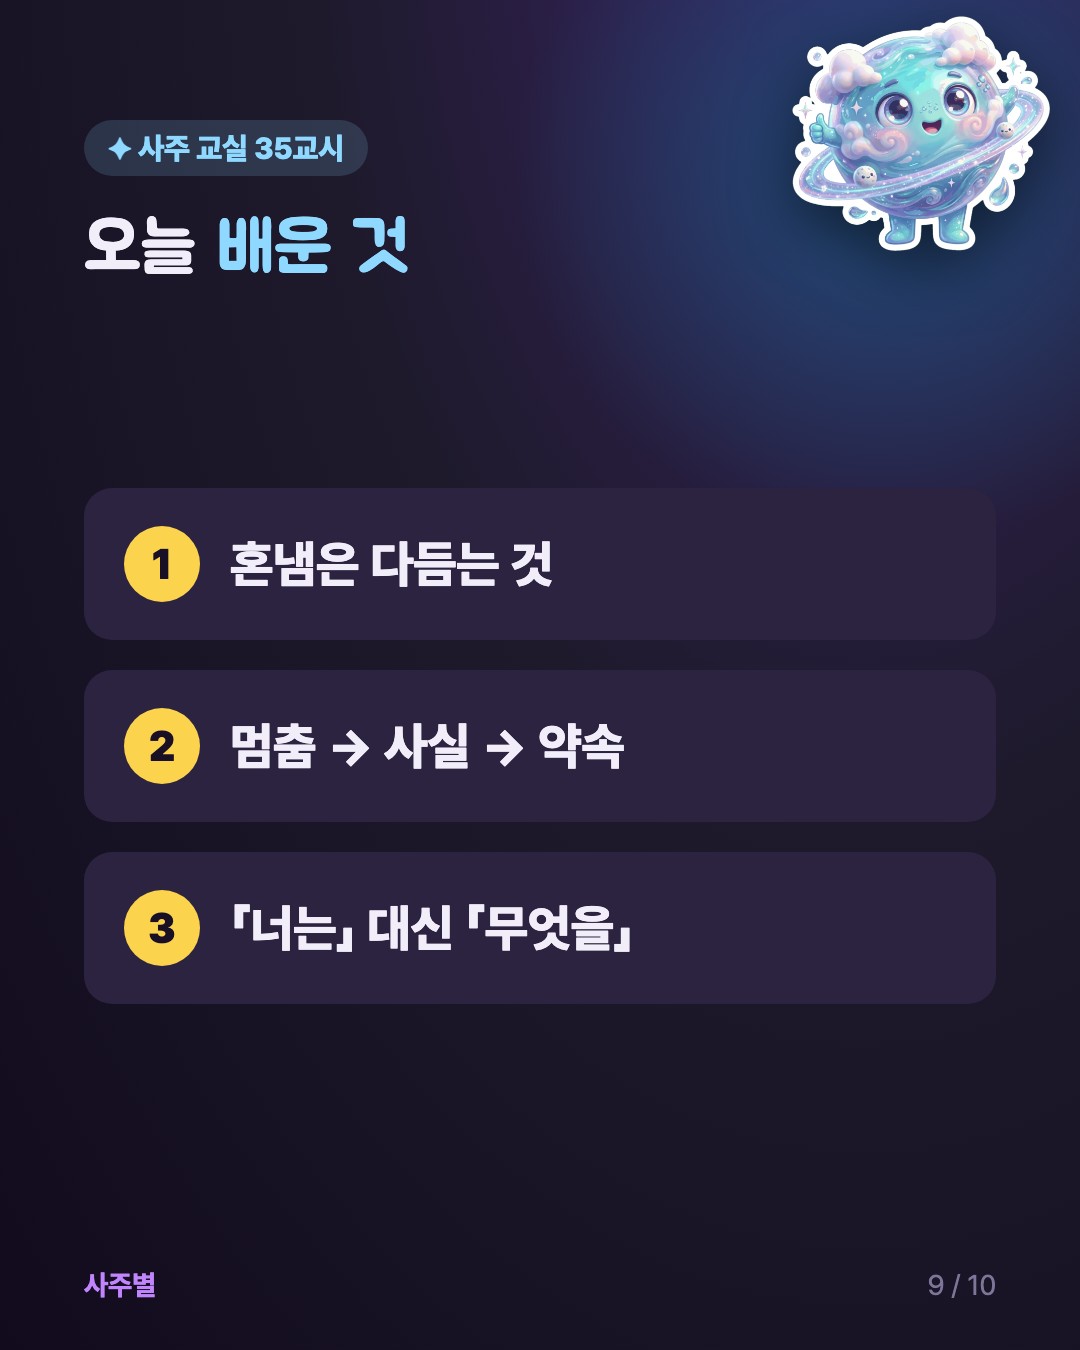 ✦ 사주 교실 35교시
오늘 배운 것
1 혼냄은 다듬는 것
2 멈춤 → 사실 → 약속
3 「너는」 대신 「무엇을」
사주별
9 / 10